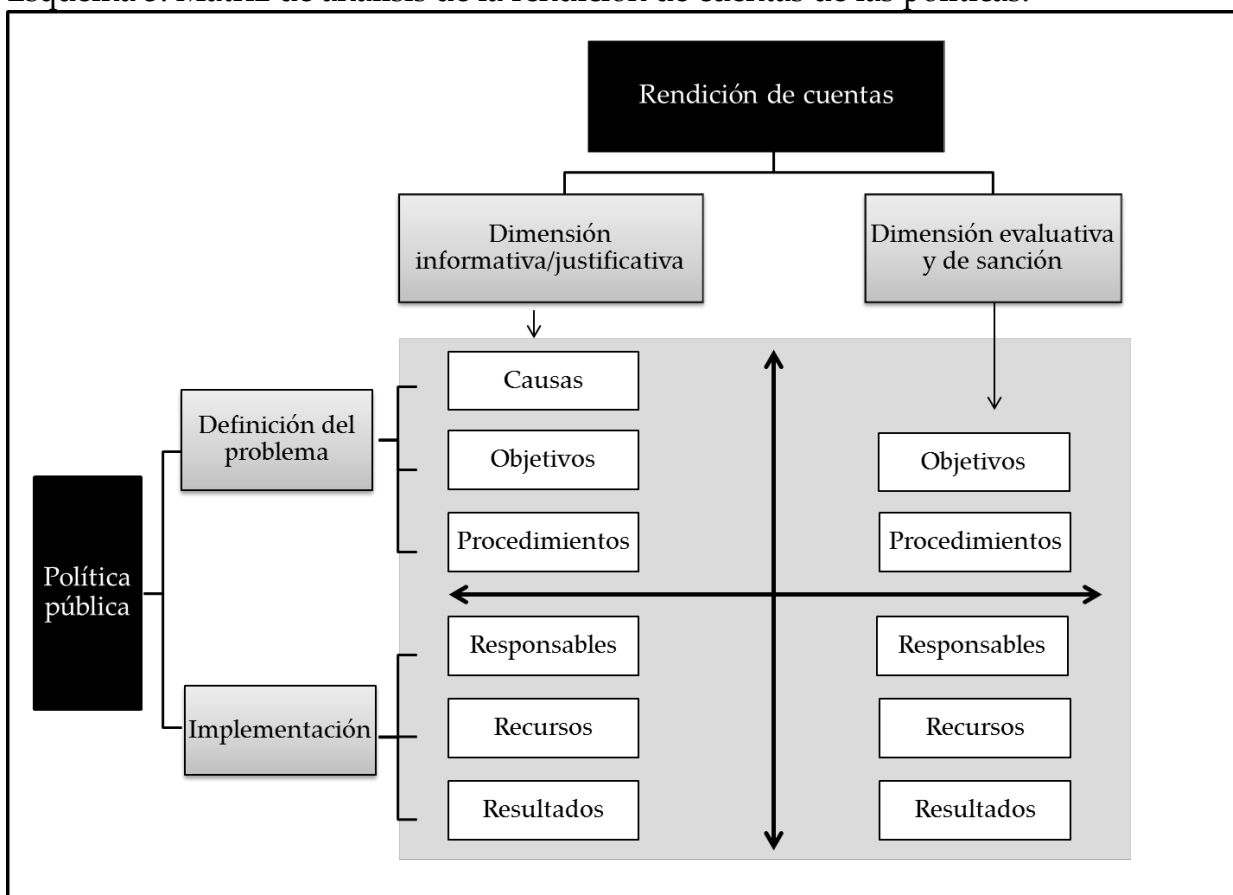 Esquema Matriz de análisis de la rendición de cuentas de las políticas.
Rendición de cuentas
Dimensión
informativa/justificativa
Dimensión evaluativa
y de sanción
Causas
Definición del
problema
Objetivos
Objetivos
Procedimientos
Procedimientos
Política
pública
Responsables
Responsables
Implementación
Recursos
Recursos
Resultados
Resultados